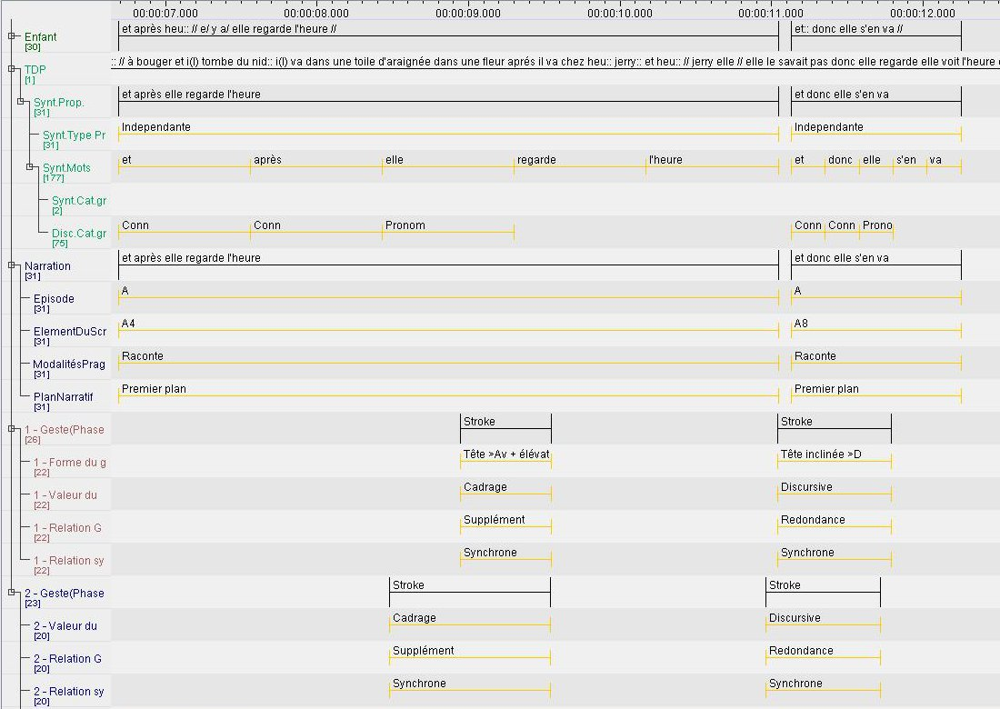 00:00:07.000 00:00:08.000 00:00:09.000 00:00:10.000 00:00:11.000 00:00:12.000
Enfant et après heu:: // e/ y a/ elle regarde l'heure // et:: donc elle s'en va //
[30]
TDP :: // à bouger et i(l) tombe du nid:: i(l) va dans une toile d'araignée dans une fleur aprés il va chez heu:: jerry:: et heu:: // jerry elle // elle le savait pas donc elle regarde elle voit l'heure
[1]
Synt.Prop. et après elle regarde l'heure et donc elle s'en va
[31]
Synt.Type Pr Independante Independante
[31]
Synt.Mots et après elle regarde l'heure et donc elle s'en va
[177]
Synt.Cat.gr
[2]
Disc.Cat.gr Conn Conn Pronom Conn Conn Prono
[75]
Narration et après elle regarde l'heure et donc elle s'en va
[31]
Episode A A
[31]
ElementDuScr A4 A8
[31]
ModalitésPrag Raconte Raconte
[31]
PlanNarratif Premier plan Premier plan
[31]
1 - Geste(Phase Stroke Stroke
[26]
1 - Forme du g Tête >Av + élévat Tête inclinée >D
[22]
1 - Valeur du Cadrage Discursive
[22]
1 - Relation G Supplément Redondance
[22]
1 - Relation sy Synchrone Synchrone
[22]
2 - Geste(Phase Stroke Stroke
[23]
2 - Valeur du Cadrage Discursive
[20]
2 - Relation G Supplément Redondance
[20]
2 - Relation sy Synchrone Synchrone
[20]